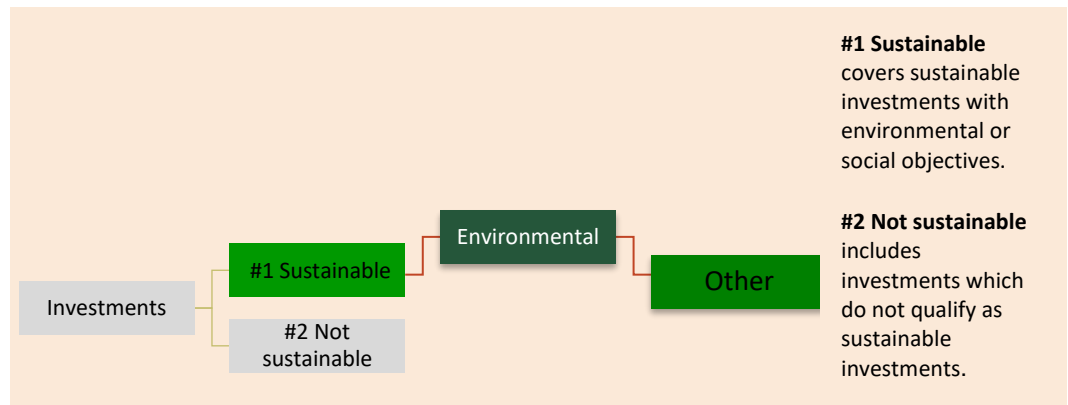 Investments
#1 Sustainable
#2 Not
sustainable
Environmental
Other
#1 Sustainable
covers sustainable
investments with
environmental or
social objectives.
#2 Not sustainable
includes
investments which
do not qualify as
sustainable
investments.